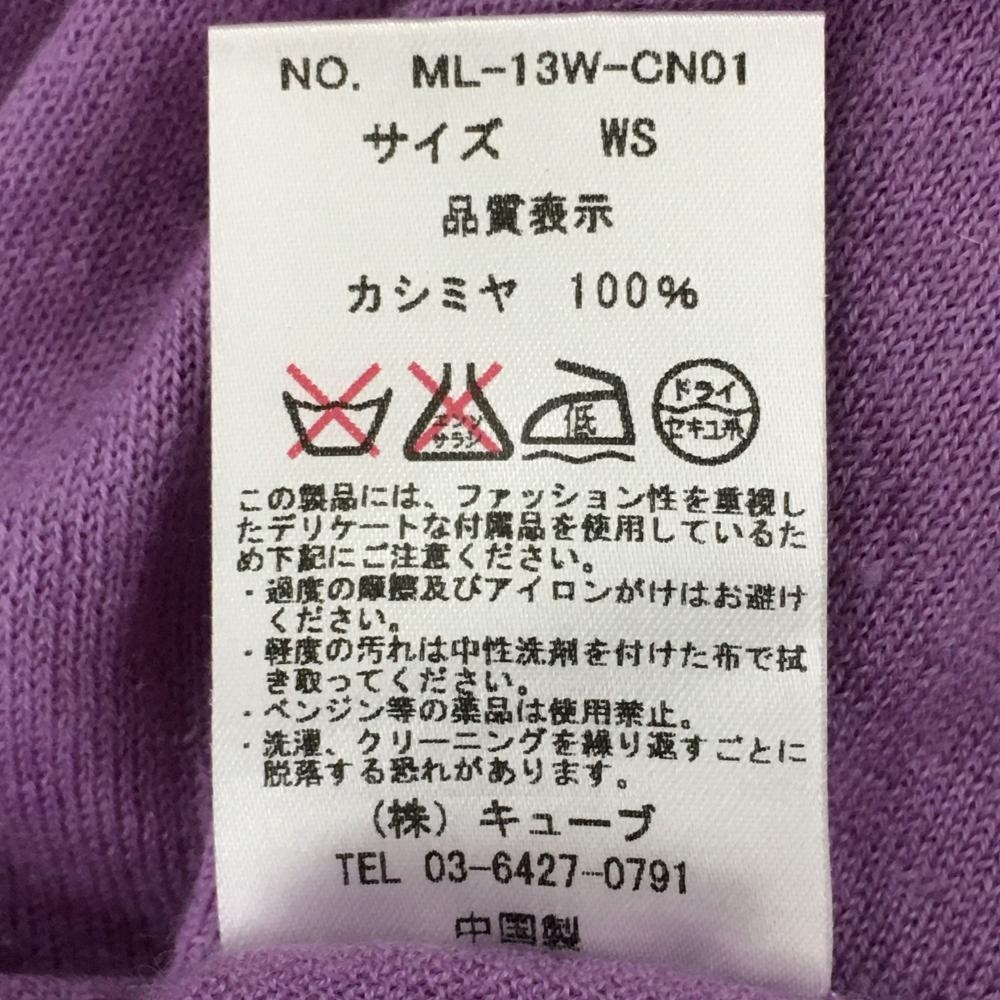 NO. ML-13W-CN01
サイズ WS
品質表示
カシミヤ 100%
エンソ
サラシ
低
ドライ
セキユ系
この製品には、ファッション性を重視し
たデリケートな付属品を使用しているた
め下記にご注意ください。
・過度の摩擦及びアイロンがけはお避け
ください。
・軽度の汚れは中性洗剤を付けた布で拭
き取ってください。
・ベンジン等の薬品は使用禁止。
・洗濯、クリーニングを繰り返すごとに
脱落する恐れがあります。
(株) キューブ
TEL 03-6427-0791
中国製